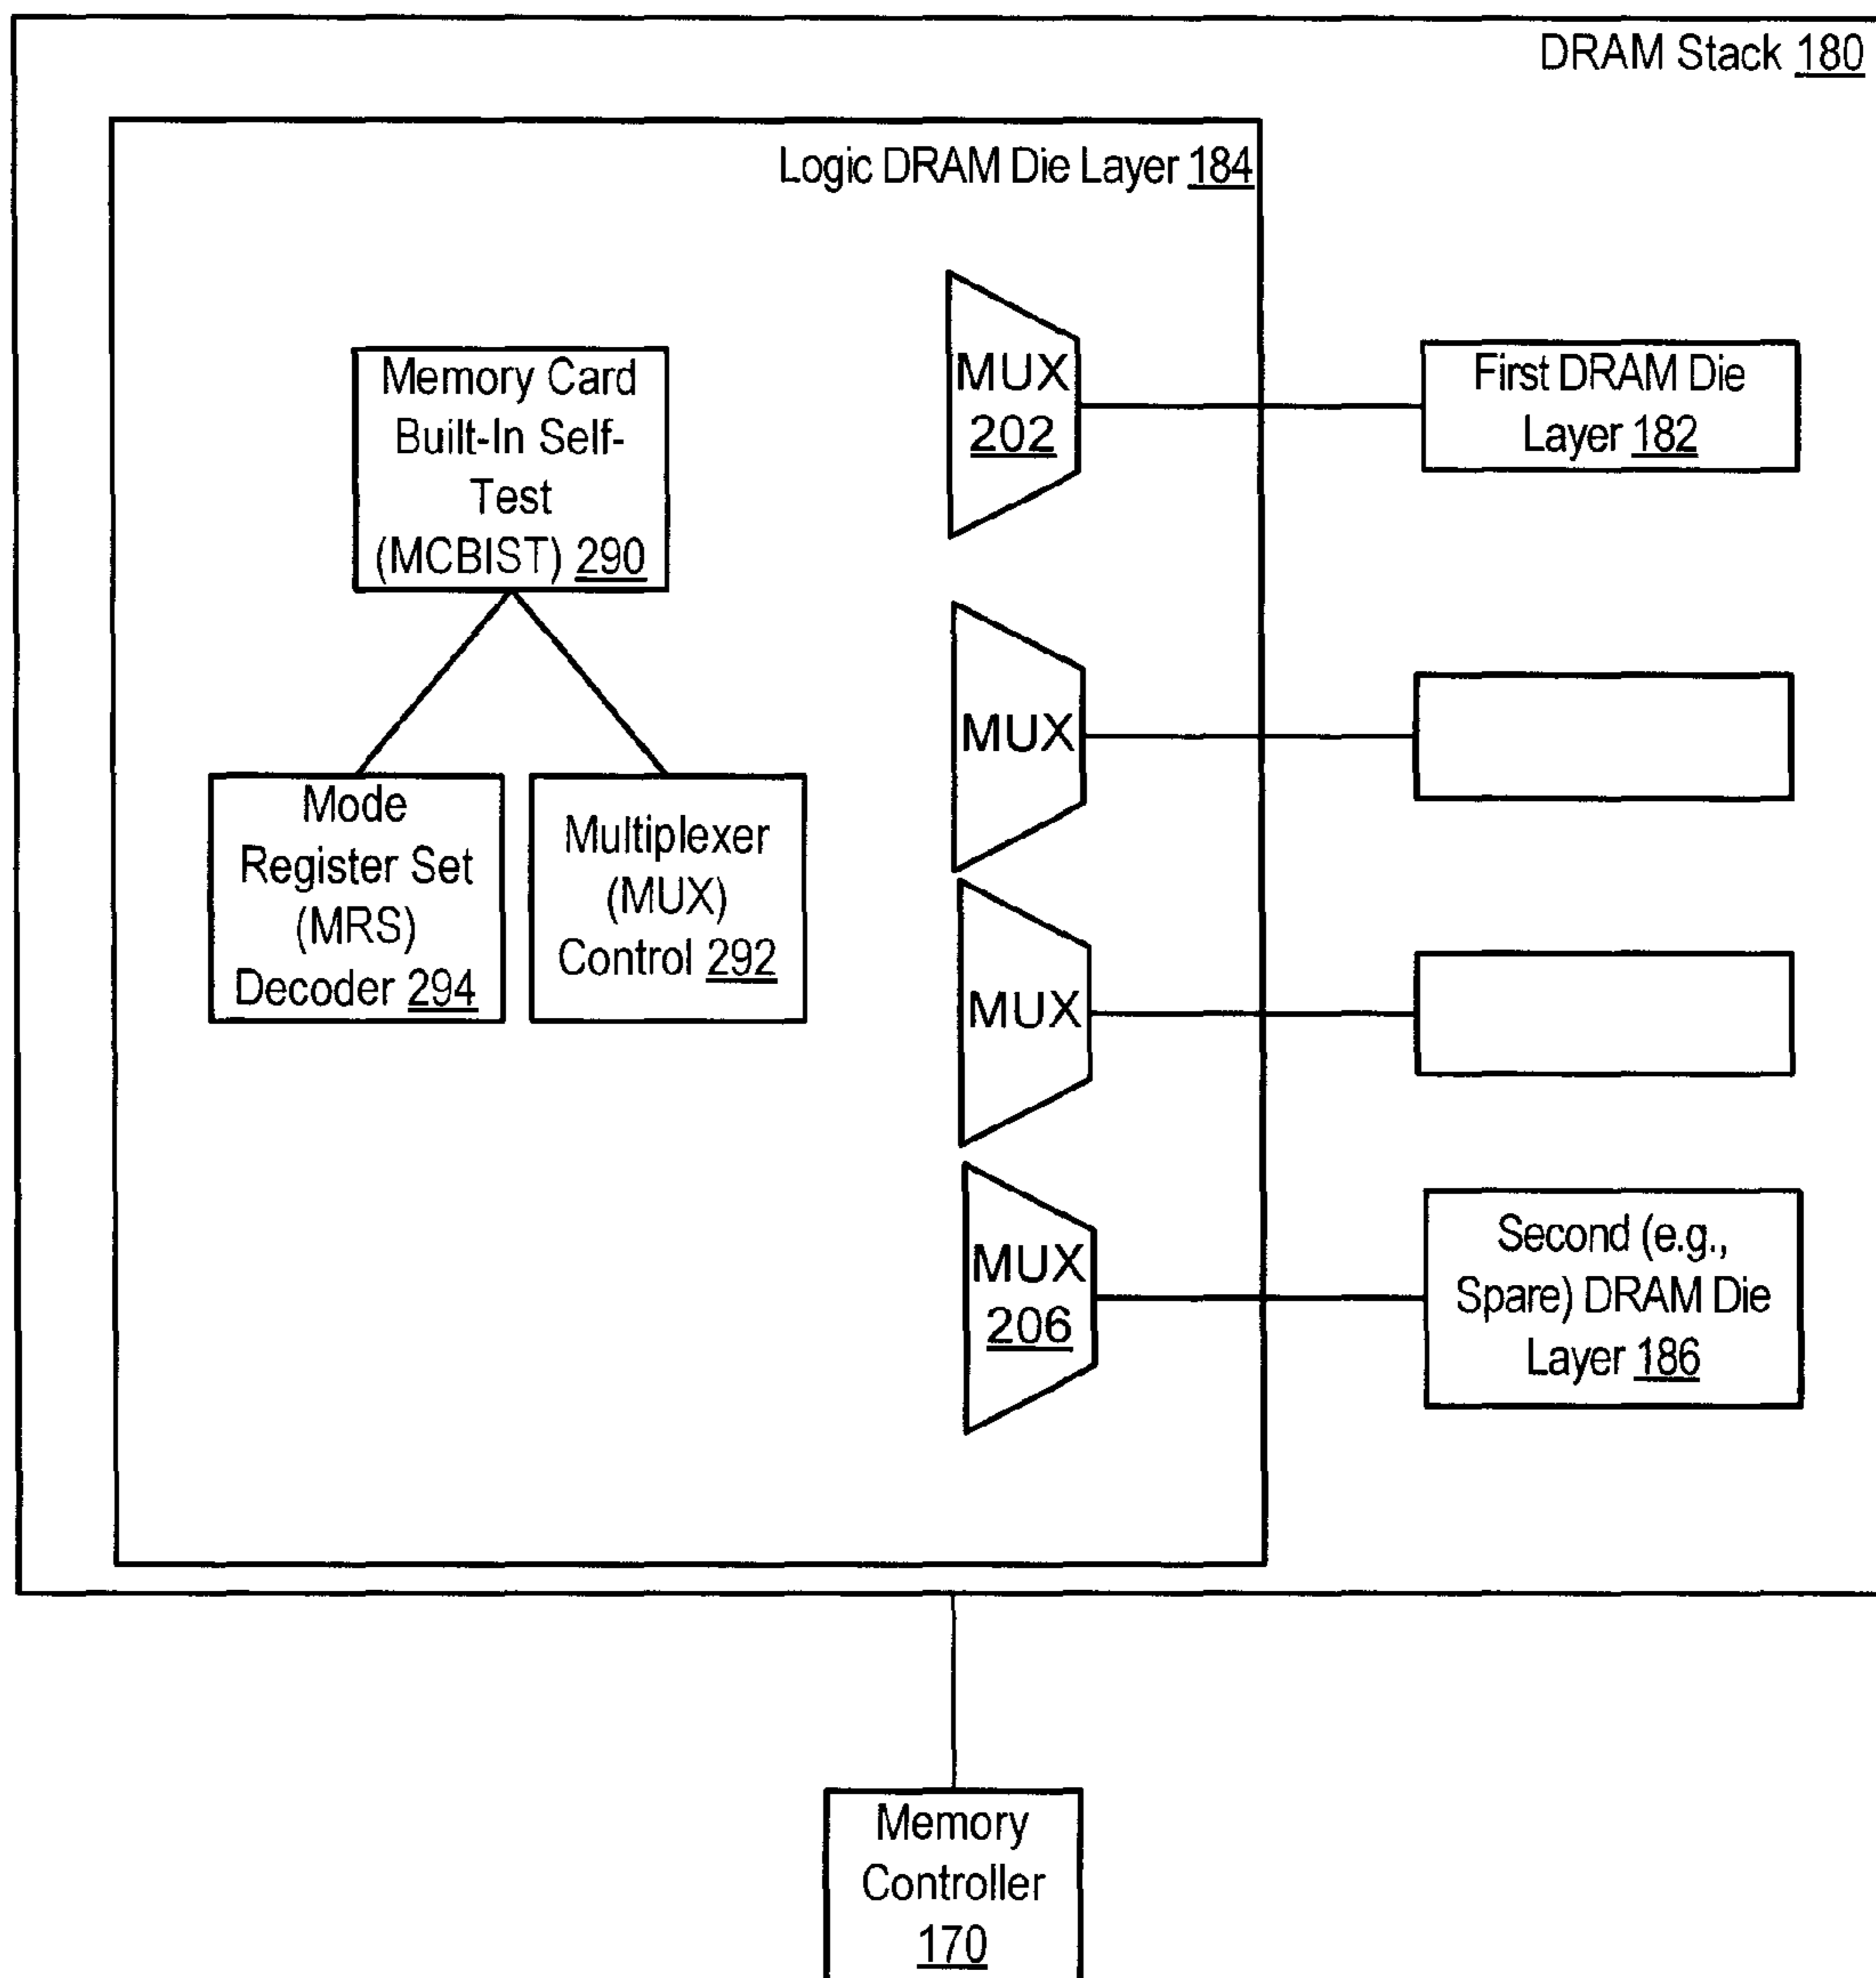 DRAM Stack 180
Logic DRAM Die Layer 184
Memory Card
Built-In Self-
Test
(MCBIST) 290
Mode
Register Set
(MRS)
Decoder 294
Multiplexer
(MUX)
Control 292
MUX
202
MUX
MUX
MUX
206
First DRAM Die
Layer 182
Second (e.g.,
Spare) DRAM Die
Layer 186
Memory
Controller
170